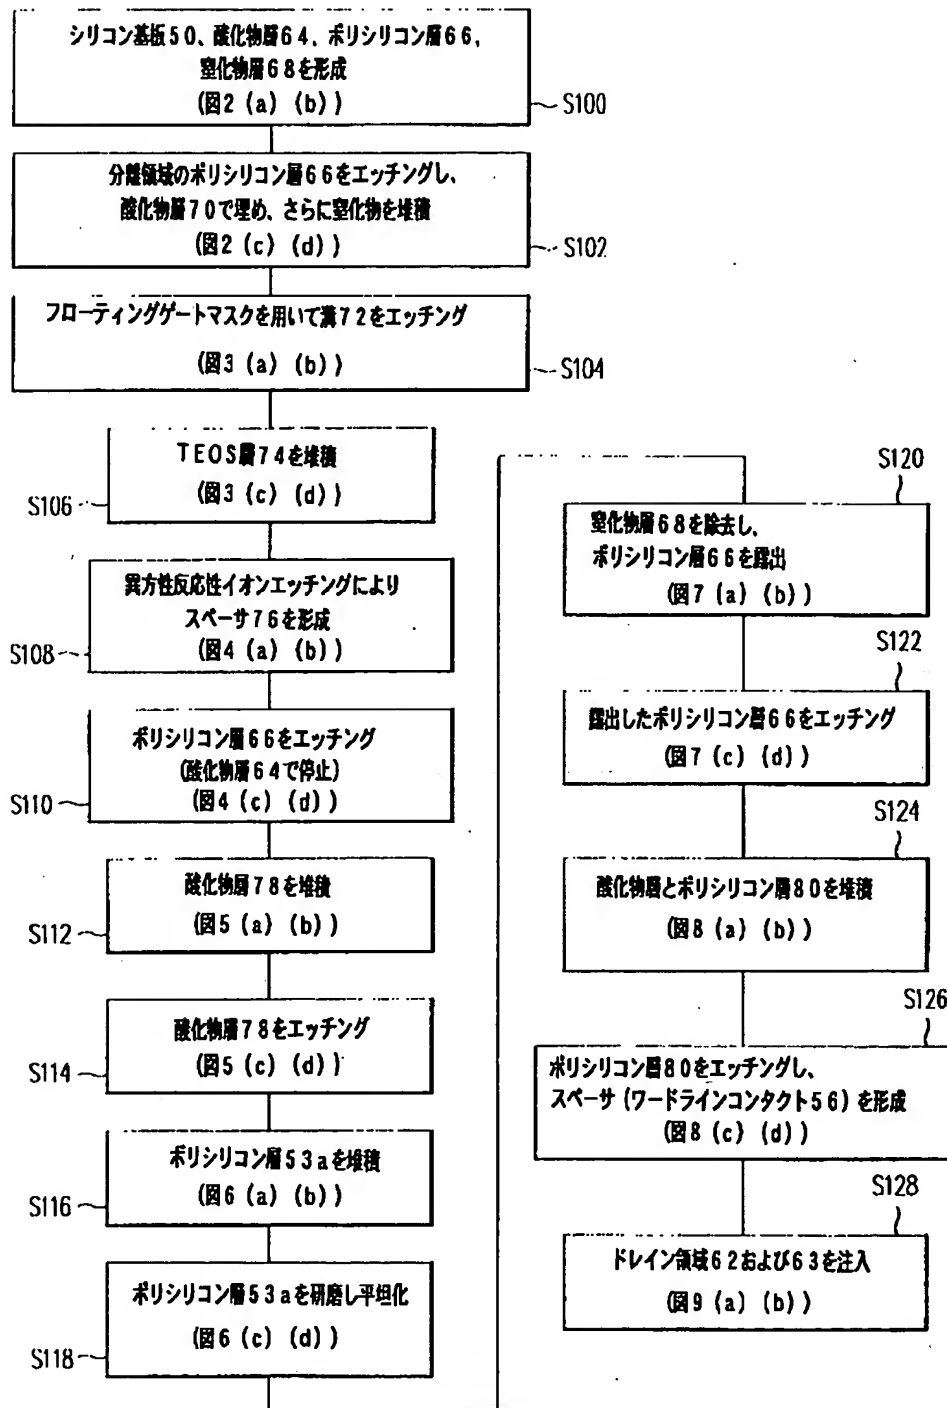 シリコン基板50、酸化物層64,ポリシリコン層66,
窒化物層68を形成
(図2(a)(b))
S100
分離領域のポリシリコン層66をエッチングし、
酸化物層70で埋め、さらに窒化物を堆積
(図2(c)(d))
S102
フローティングゲートマスクを用いて溝72をエッチング
(図3(a)(b))
S104
TEOS層74を堆積
(図3(c)(d))
S106
異方性反応性イオンエッチングにより
スペーサ76を形成
(図4(a)(b))
S108
ポリシリコン層66をエッチング
(酸化物層64で停止)
(図4(c)(d))
S110
酸化物層78を堆積
(図5(a)(b))
S112
酸化物層78をエッチング
(図5(c)(d))
S114
ポリシリコン層53aを堆積
(図6(a)(b))
S116
ポリシリコン層53aを研磨し平坦化
(図6(c)(d))
S118
S120
窒化物層68を除去し、
ポリシリコン層66を露出
(図7(a)(b))
S122
露出したポリシリコン層66をエッチング
(図7(c)(d))
S124
酸化物層とポリシリコン層80を堆積
(図8(a)(b))
S126
ポリシリコン層80をエッチングし、
スペーサ(ワードラインコンタクト56)を形成
(図8(c)(d))
S128
ドレイン領域62および63を注入
(図9(a)(b))